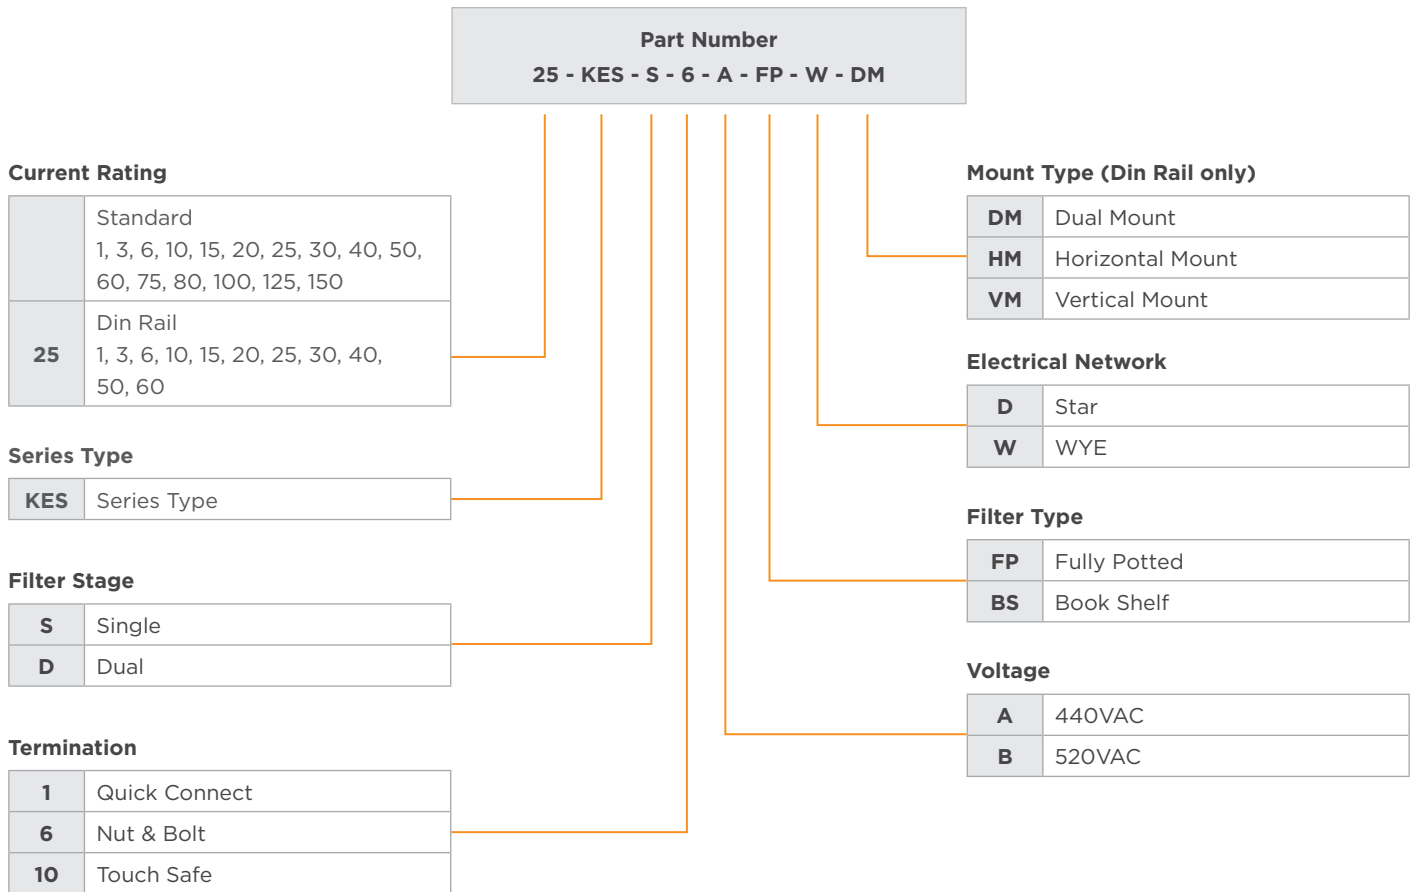 Part Number
25 - KES - S - 6 - A - FP - W - DM
Current Rating
Standard
1, 3, 6, 10, 15, 20, 25, 30, 40, 50,
60, 75, 80, 100, 125, 150
25
Din Rail
1, 3, 6, 10, 15, 20, 25, 30, 40,
50, 60
Series Type
KES Series Type
Filter Stage
S Single
D Dual
Termination
1 Quick Connect
6 Nut & Bolt
10 Touch Safe
Mount Type (Din Rail only)
DM Dual Mount
HM Horizontal Mount
VM Vertical Mount
Electrical Network
D Star
W WYE
Filter Type
FP Fully Potted
BS Book Shelf
Voltage
A 440VAC
B 520VAC